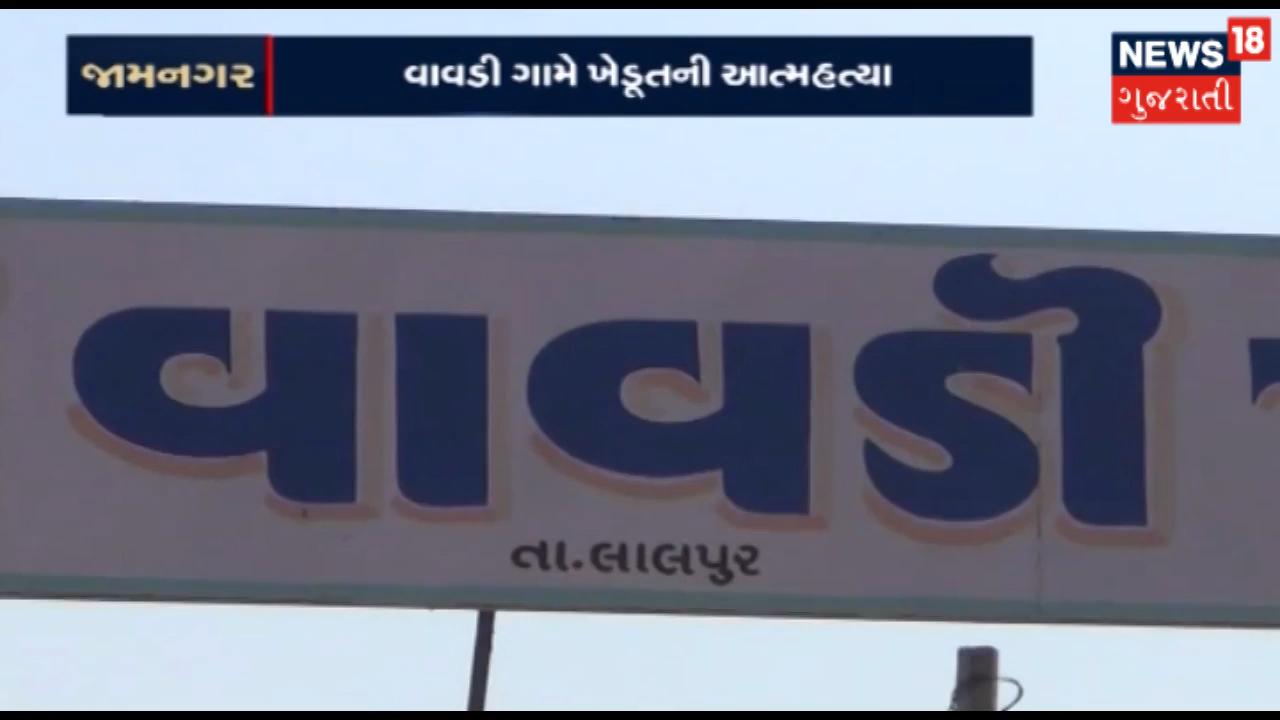 જામનગર
વાવડી ગામે ખેડૂતની આત્મહત્યા
NEWS 18
ગુજરાતી
વાવડી
તા.લાલપુર